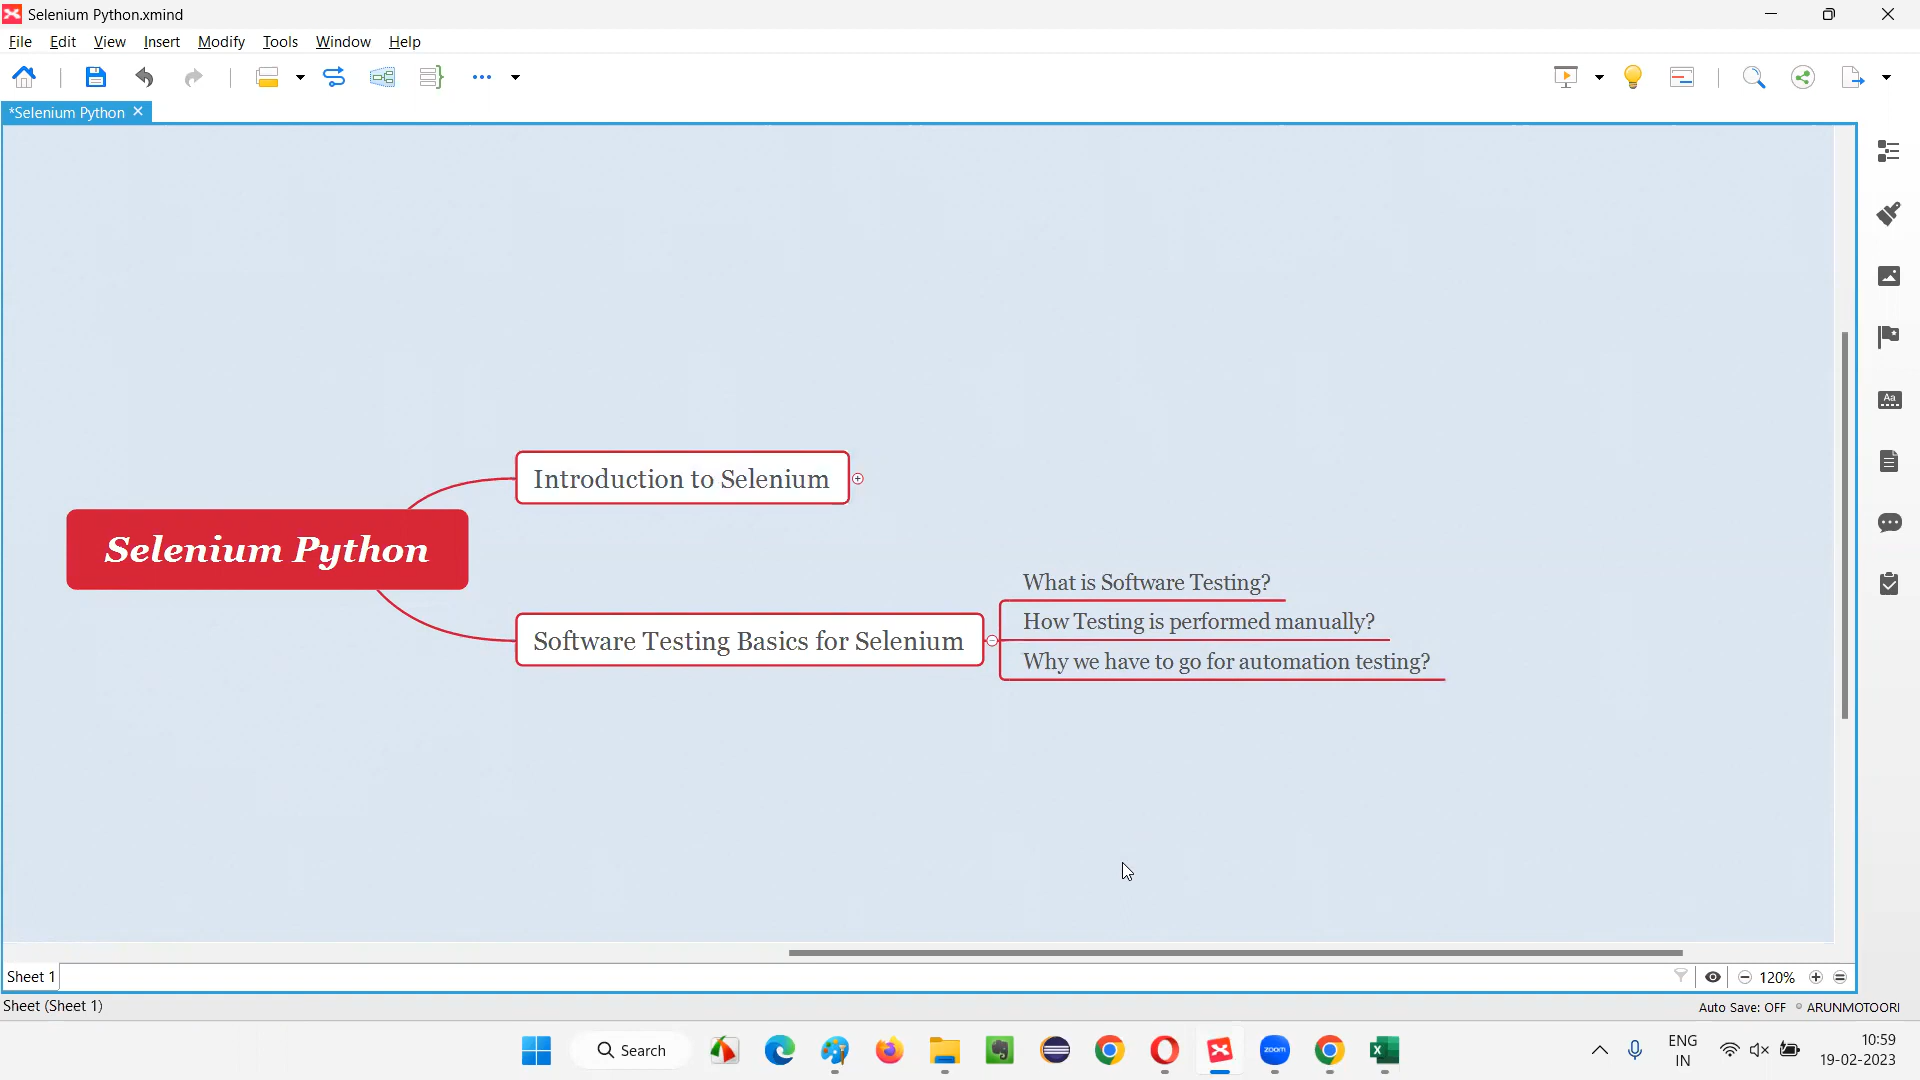 Selenium Python.xmind
File Edit View Insert Modify Tools Window Help
*Selenium Python
Introduction to Selenium
Selenium Python
What is Software Testing?
How Testing is performed manually?
Software Testing Basics for Selenium
Why we have to go for automation testing?
Sheet 1
120%
Sheet (Sheet 1)
Auto Save: OFF ARUNMOTOORI
Search
zoom
ENG
IN
10:59
19-02-2023
Aa